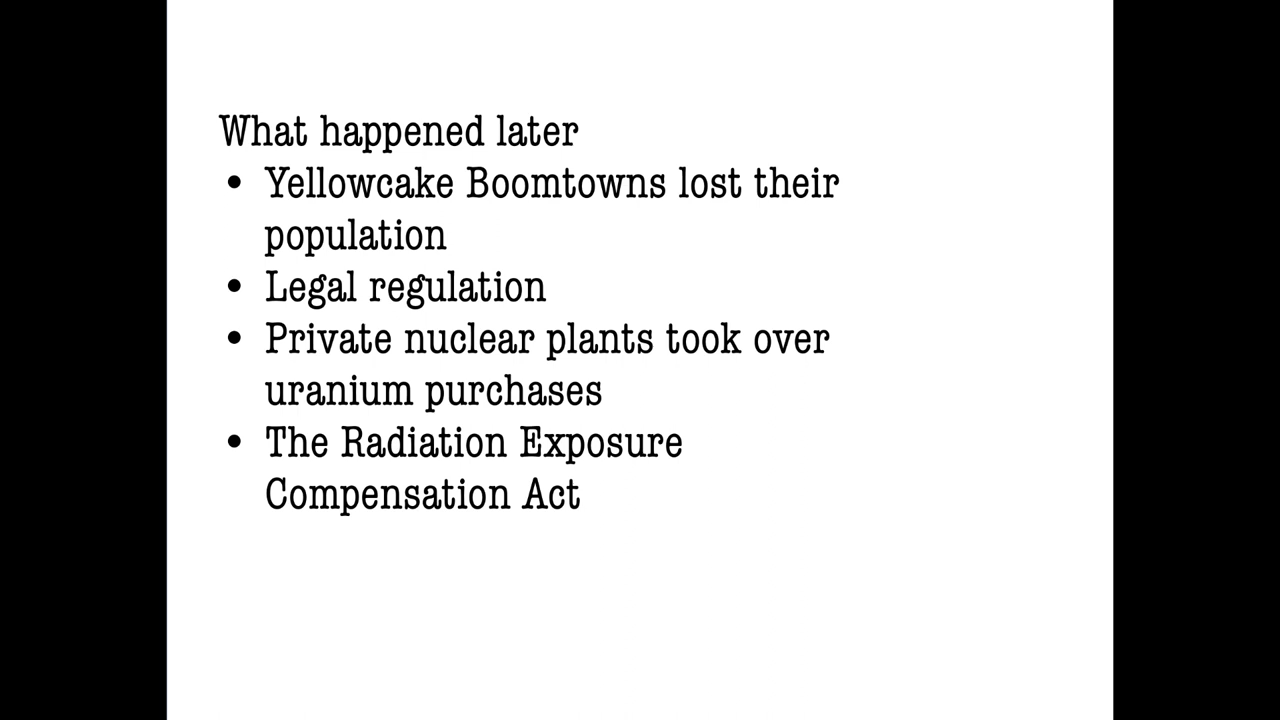 What happened later
• Yellowcake Boomtowns lost their
population
• Legal regulation
• Private nuclear plants took over
uranium purchases
• The Radiation Exposure
Compensation Act